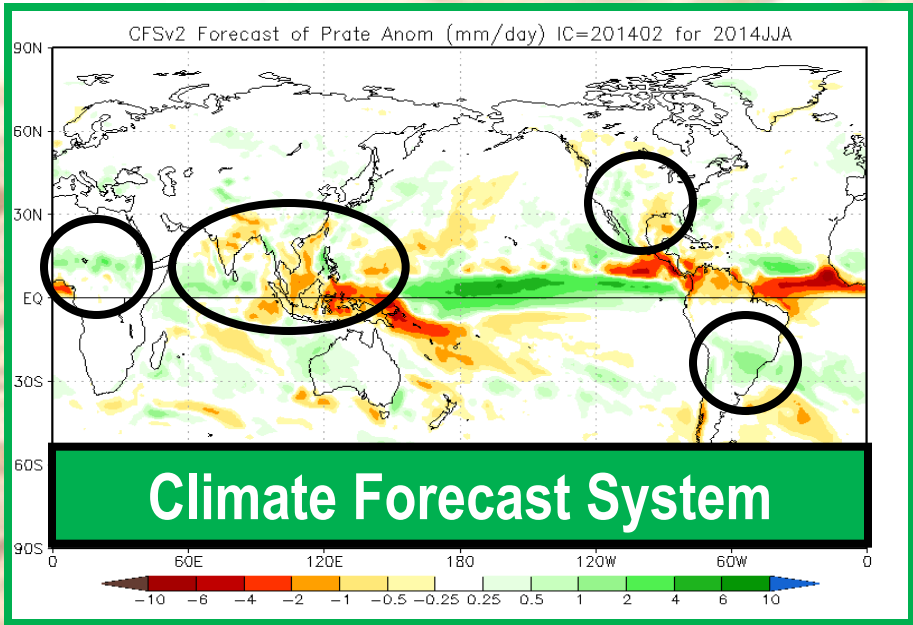 CFSv2 Forecast of Prate Anom (mm/day) IC=201402 for 2014JJA
90N
60N
30N
EQ
30S
60S
Climate Forecast System
90S
0 60E 120E 180 120W 60W 0
-10 -6 -4 -2 -1 -0.5 -0.25 0.25 0.5 1 2 4 6 10